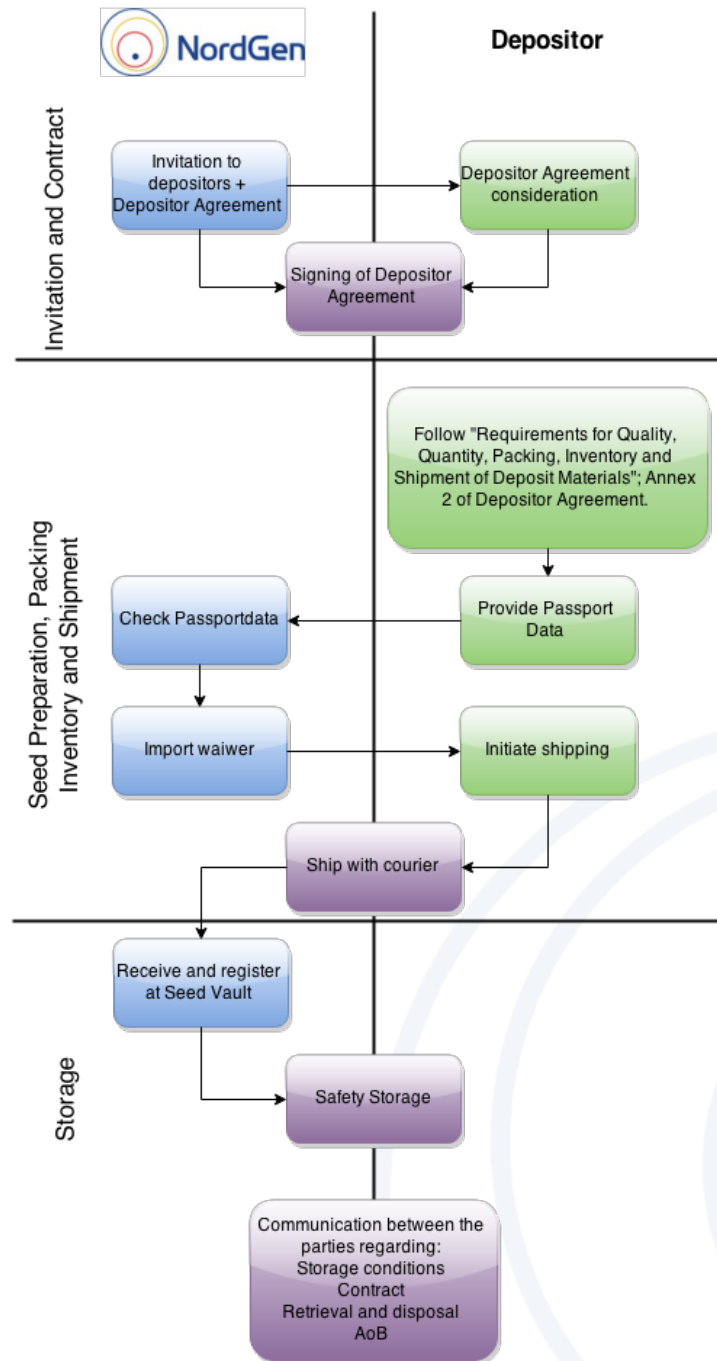 NordGen
Depositor
Invitation and Contract
Invitation to
depositors +
Depositor Agreement
Depositor Agreement
consideration
Signing of Depositor
Agreement
Seed Preparation, Packing
Inventory and Shipment
Follow "Requirements for Quality,
Quantity, Packing, Inventory and
Shipment of Deposit Materials"; Annex
2 of Depositor Agreement.
Check Passportdata
Provide Passport
Data
Import waiwer
Initiate shipping
Ship with courier
Storage
Receive and register
at Seed Vault
Safety Storage
Communication between the
parties regarding:
Storage conditions
Contract
Retrieval and disposal
AoB